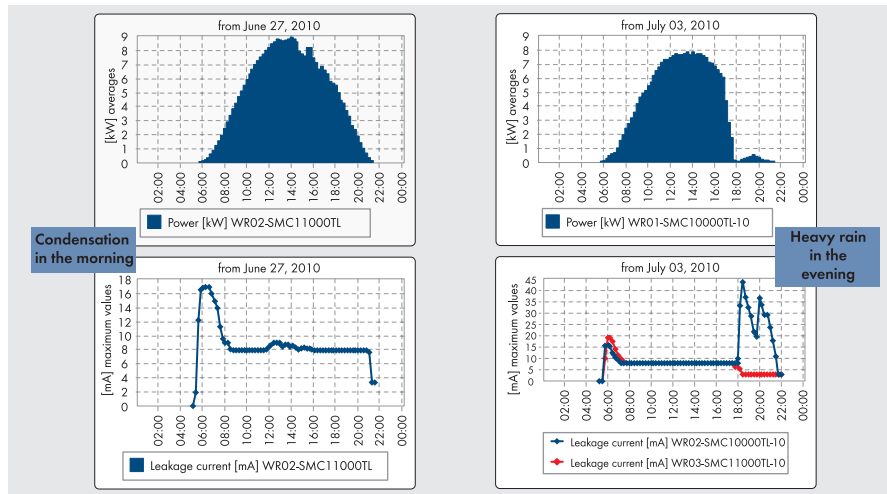 from June 27, 2010
[kW] averages
9
8
7
6
5
4
3
2
1
0
02:00 04:00 06:00 08:00 10:00 12:00 14:00 16:00 18:00 20:00 22:00 00:00
Power [kW] WR02-SMC11000TL
from July 03, 2010
[kW] averages
9
8
7
6
5
4
3
2
1
0
02:00 04:00 06:00 08:00 10:00 12:00 14:00 16:00 18:00 20:00 22:00 00:00
Power [kW] WR01-SMC10000TL-10
Condensation
in the morning
Heavy rain
in the
evening
from June 27, 2010
[mA] maximum values
18
16
14
12
10
8
6
4
2
0
02:00 04:00 06:00 08:00 10:00 12:00 14:00 16:00 18:00 20:00 22:00 00:00
Leakage current [mA] WR02-SMC11000TL
from July 03, 2010
[mA] maximum values
45
40
35
30
25
20
15
10
5
0
02:00 04:00 06:00 08:00 10:00 12:00 14:00 16:00 18:00 20:00 22:00 00:00
Leakage current [mA] WR02-SMC10000TL-10
Leakage current [mA] WR03-SMC11000TL-10